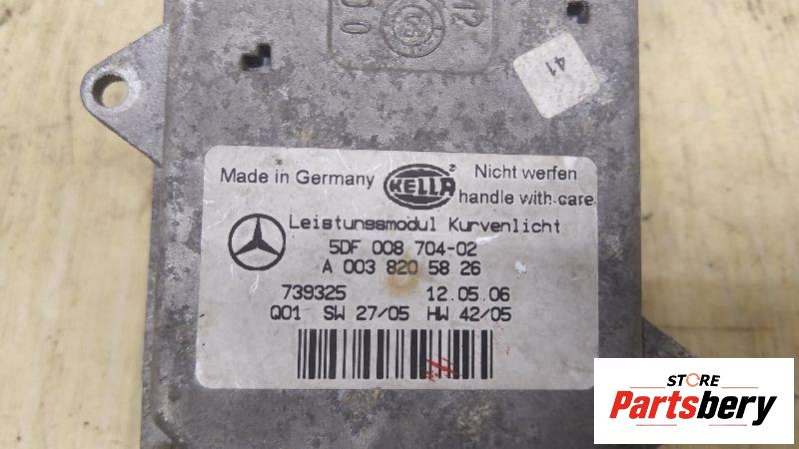 41
Made in Germany
HELLA
Nicht werfen
handle with care
Leistungsmodul Kurvenlicht
5DF 008 704-02
A 003 820 58 26
739325 12.05.06
Q01 SW 27/05 HW 42/05
STORE
Partsbery